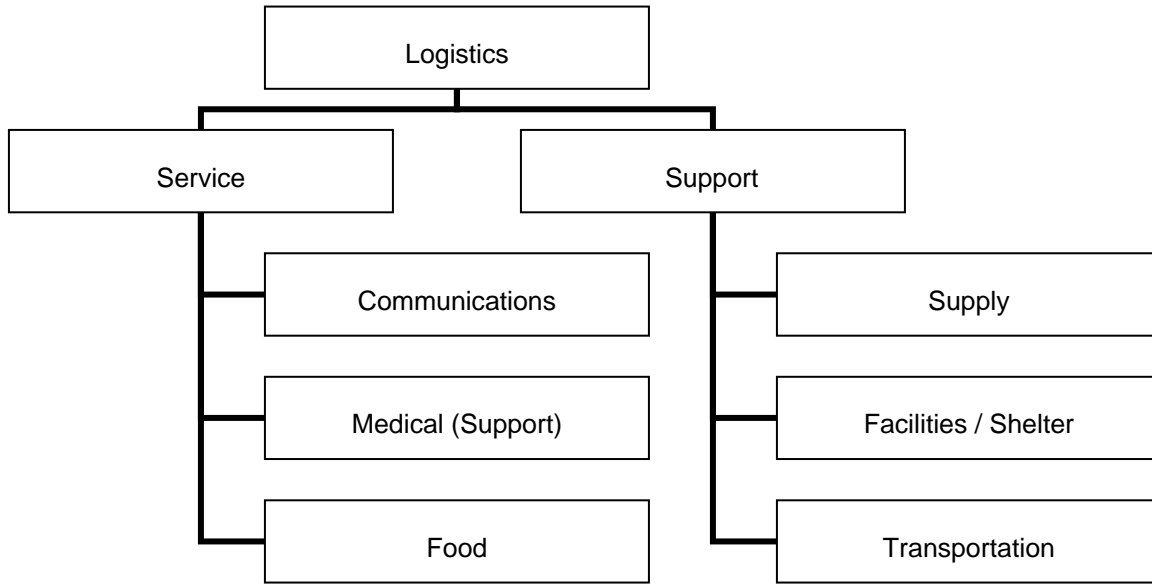 Logistics
Service
Support
Communications
Supply
Medical (Support)
Facilities / Shelter
Food
Transportation